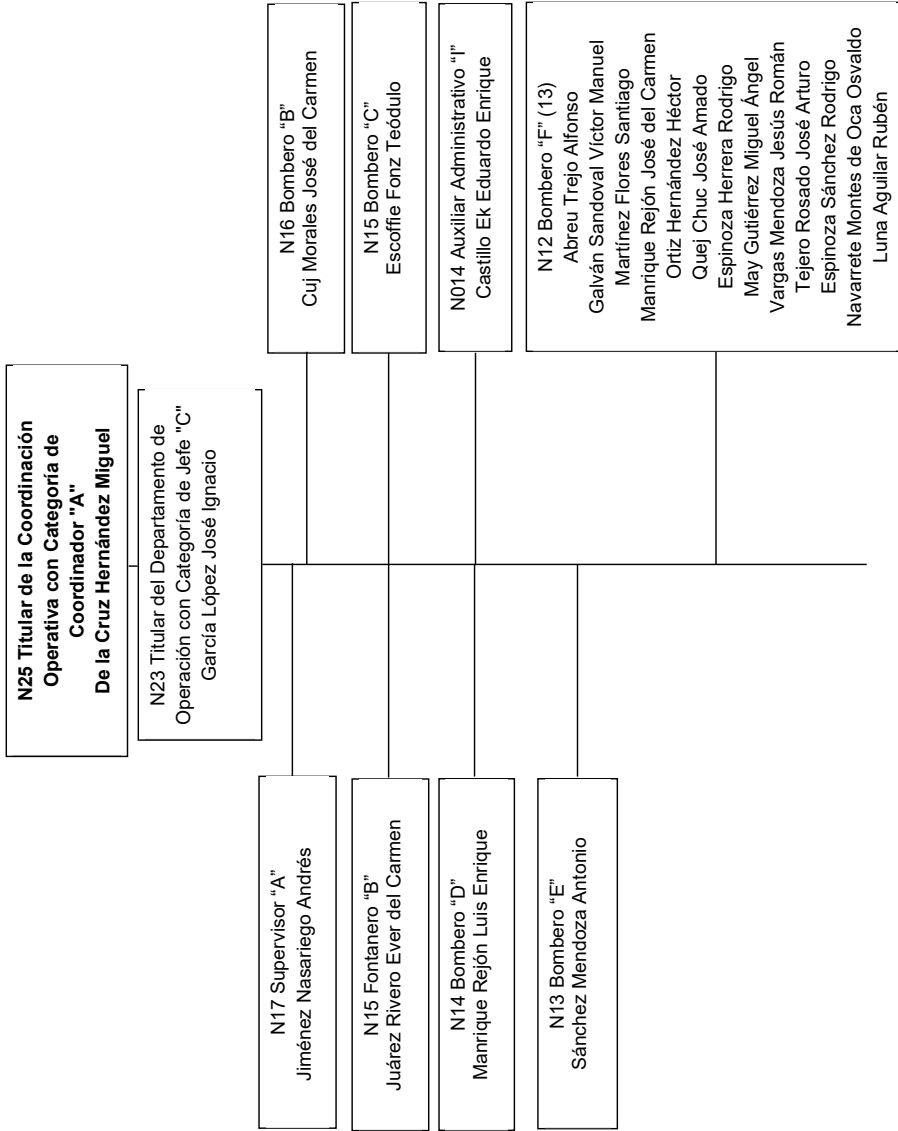 N25 Titular de la Coordinación
Operativa con Categoría de
Coordinador "A"
De la Cruz Hernández Miguel
N23 Titular del Departamento de
Operación con Categoría de Jefe "C"
García López José Ignacio
N17 Supervisor “A”
Jiménez Nasariego Andrés
N16 Bombero “B”
Cuj Morales José del Carmen
N15 Fontanero “B”
Juárez Rivero Ever del Carmen
N15 Bombero “C”
Escoffie Fonz Teódulo
N14 Bombero “D”
Manrique Rejón Luis Enrique
N014 Auxiliar Administrativo “I”
Castillo Ek Eduardo Enrique
N13 Bombero “E”
Sánchez Mendoza Antonio
N12 Bombero “F” (13)
Abreu Trejo Alfonso
Galván Sandoval Víctor Manuel
Martínez Flores Santiago
Manrique Rejón José del Carmen
Ortiz Hernández Héctor
Quej Chuc José Amado
Espinoza Herrera Rodrigo
May Gutiérrez Miguel Ángel
Vargas Mendoza Jesús Román
Tejero Rosado José Arturo
Espinoza Sánchez Rodrigo
Navarrete Montes de Oca Osvaldo
Luna Aguilar Rubén